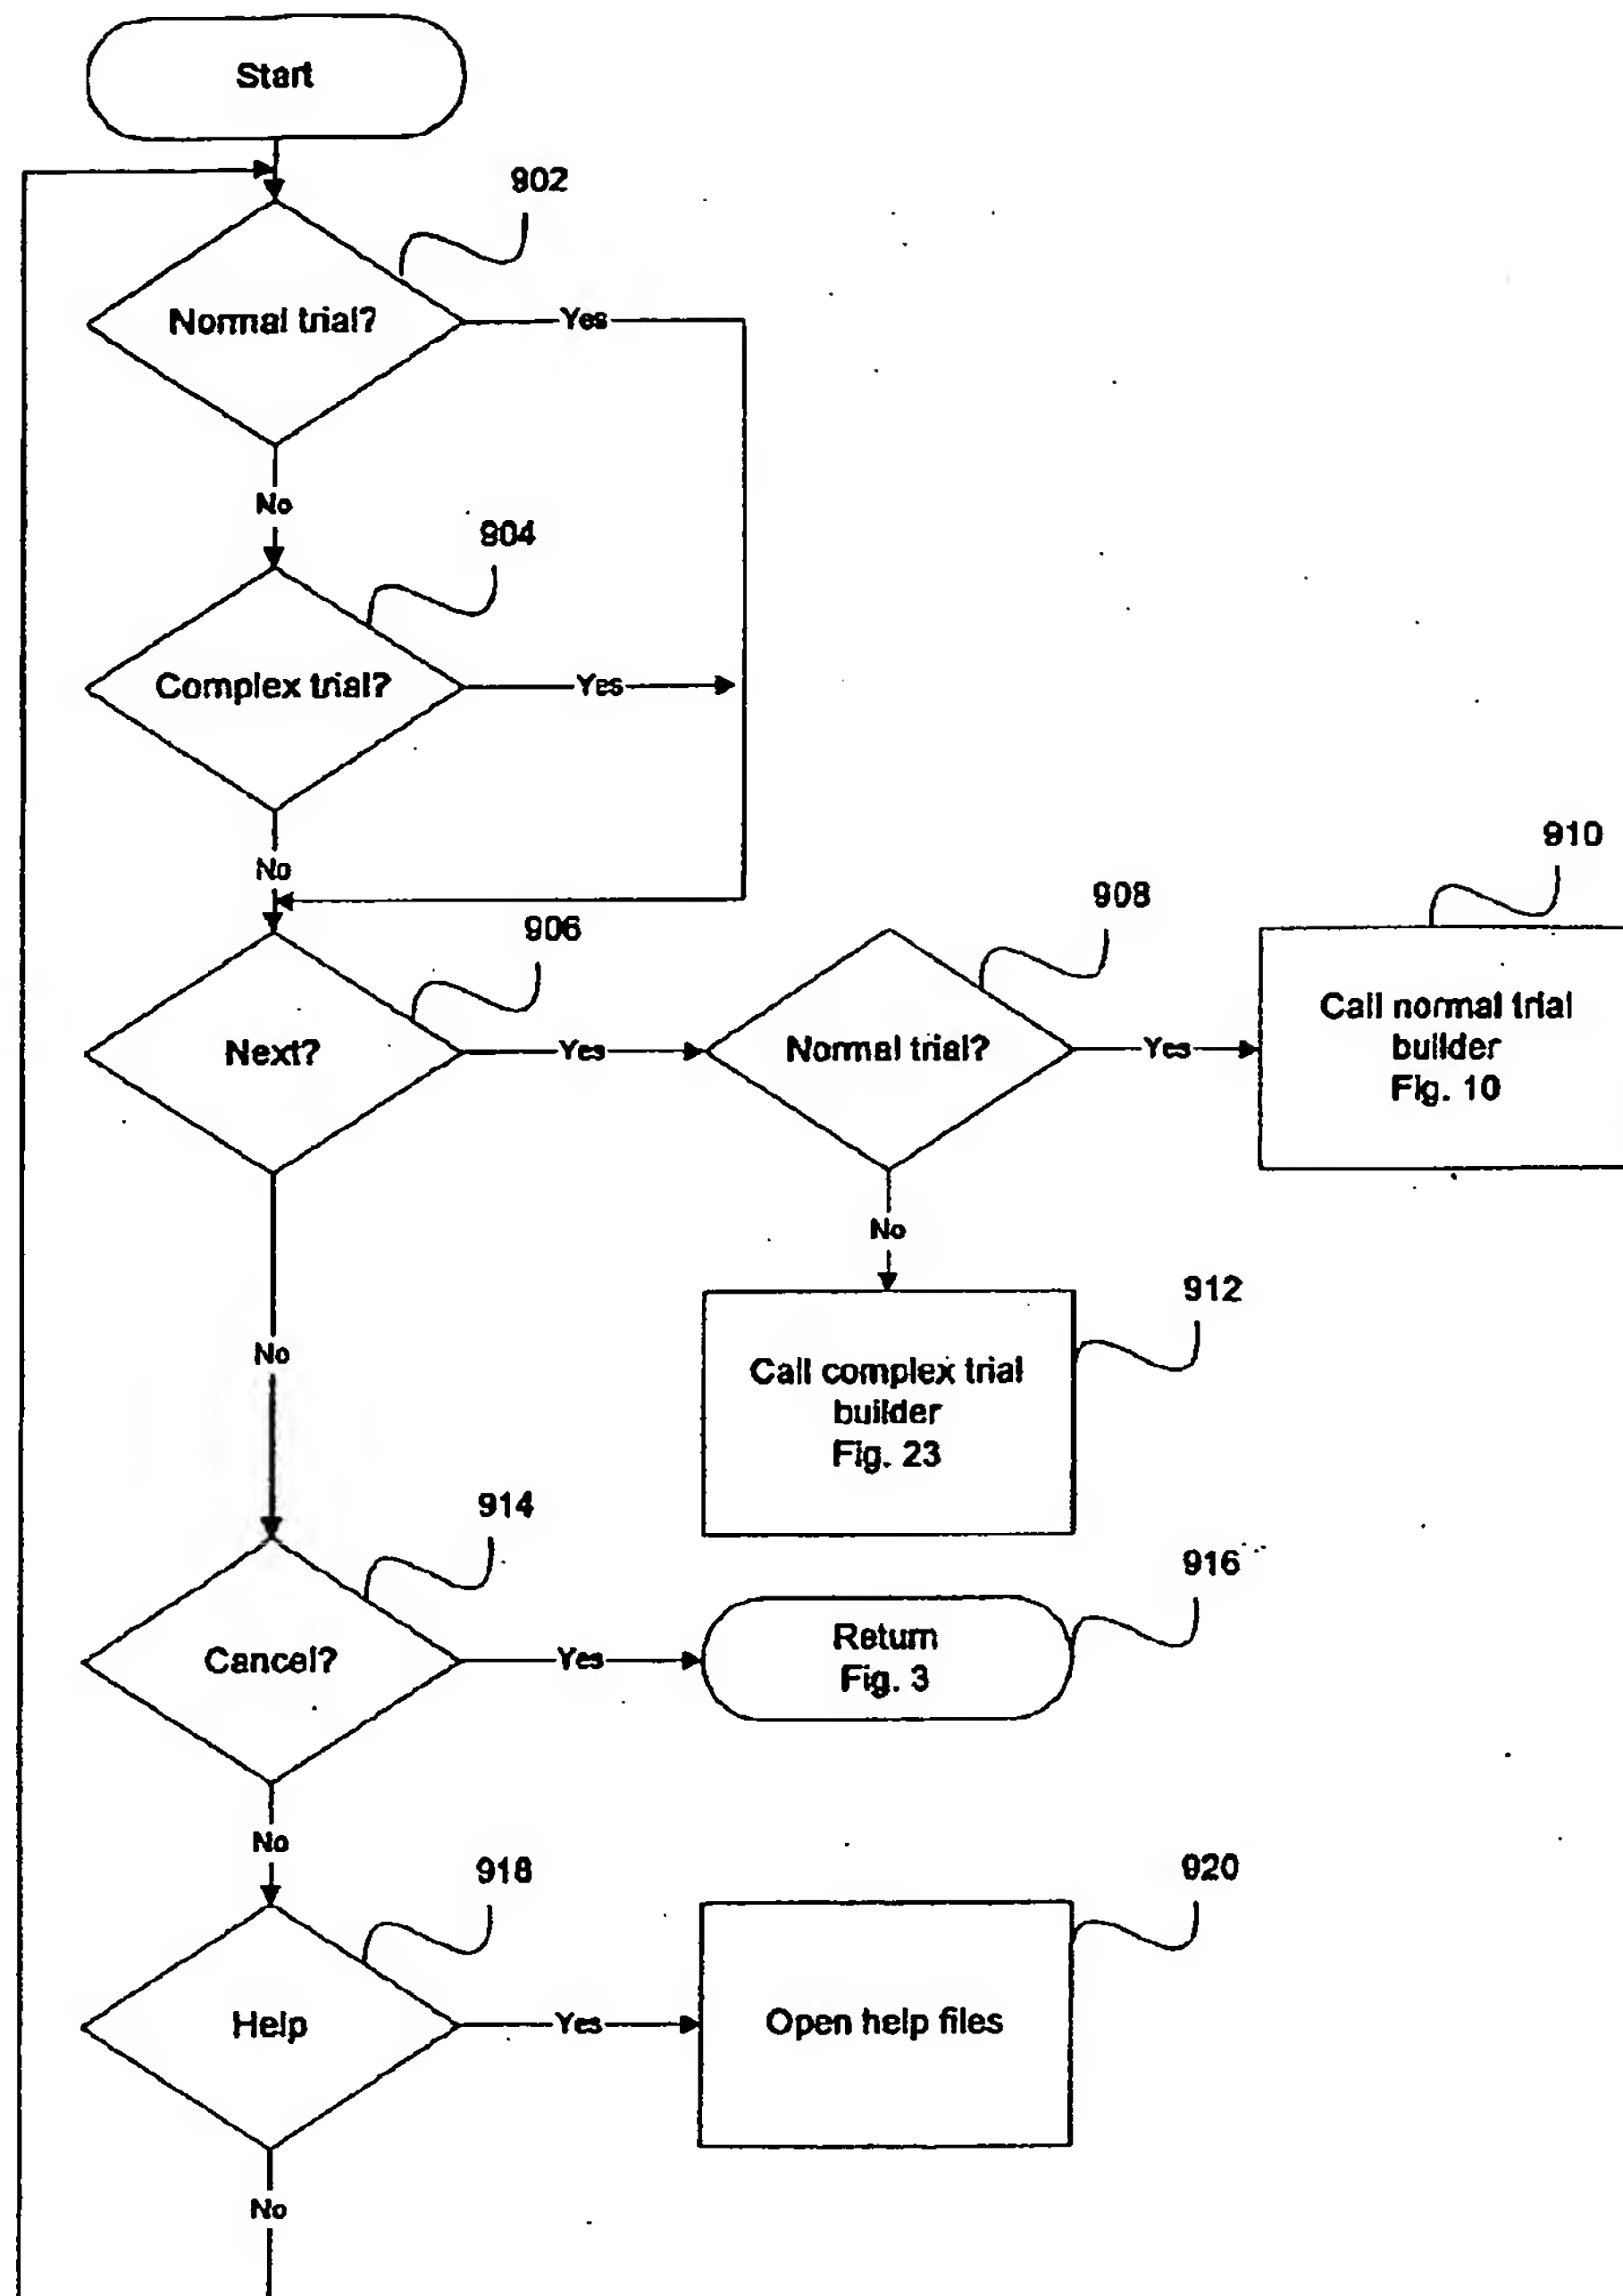 Start
902
Normal trial?
Yes
No
904
Complex trial?
Yes
No
906
Next?
Yes
908
Normal trial?
Yes
910
Call normal trial
builder
Fig. 10
No
912
Call complex trial
builder
Fig. 23
No
914
Cancel?
Yes
916
Return
Fig. 3
No
918
Help
Yes
920
Open help files
No